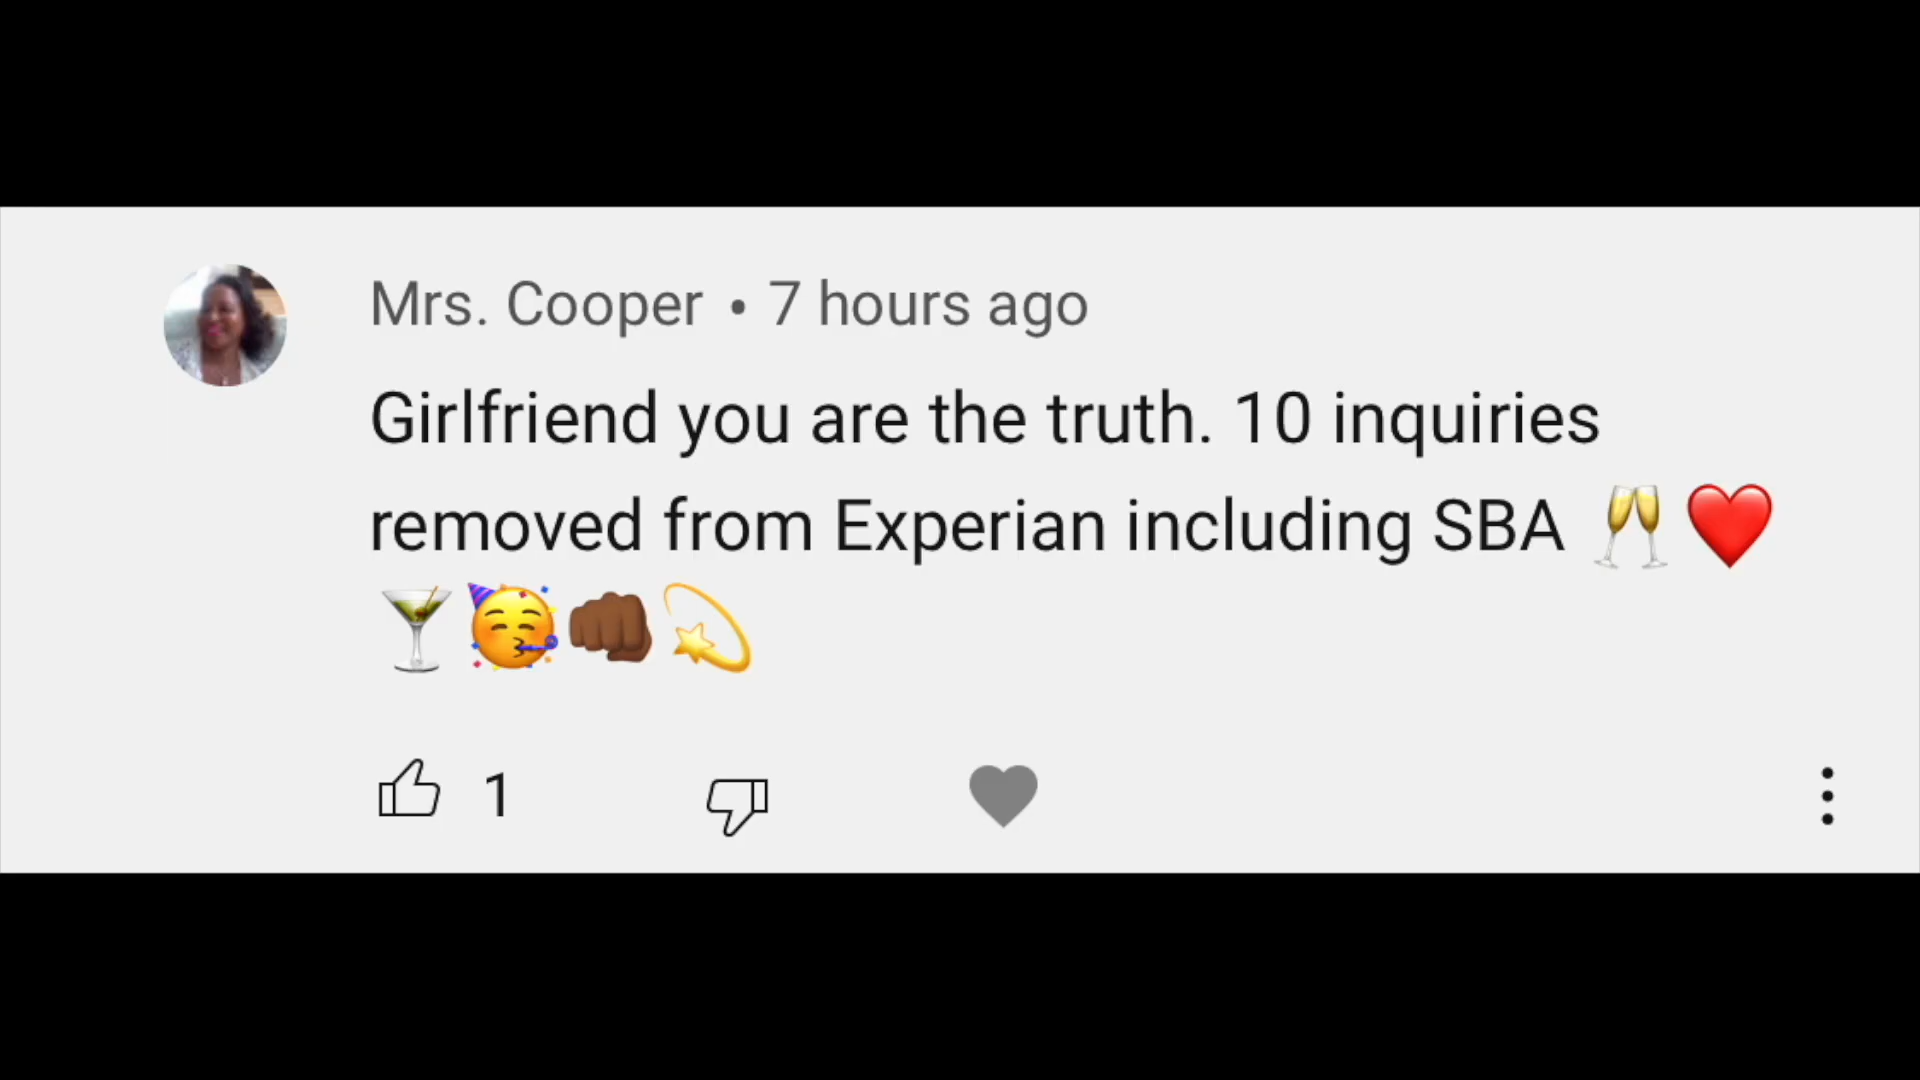 Mrs. Cooper • 7 hours ago
Girlfriend you are the truth. 10 inquiries
removed from Experian including SBA 🥂❤️
🍸🥳👊🏾💫
1